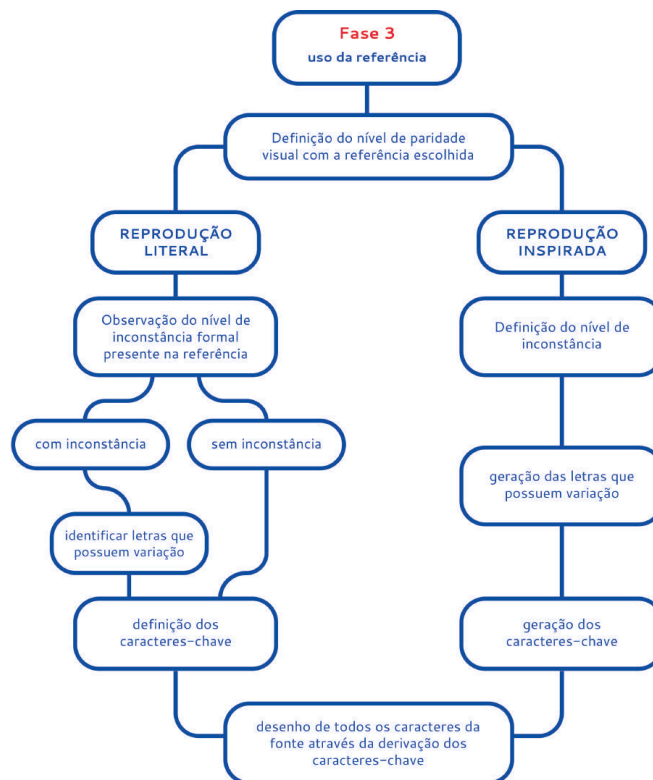 Fase 3
uso da referência
Definição do nível de paridade
visual com a referência escolhida
REPRODUÇÃO
LITERAL
REPRODUÇÃO
INSPIRADA
Observação do nível de
inconstância formal
presente na referência
Definição do nível de
inconstância
com inconstância
sem inconstância
geração das letras que
possuem variação
identificar letras que
possuem variação
definição dos
caracteres-chave
geração dos
caracteres-chave
desenho de todos os caracteres da
fonte através da derivação dos
caracteres-chave